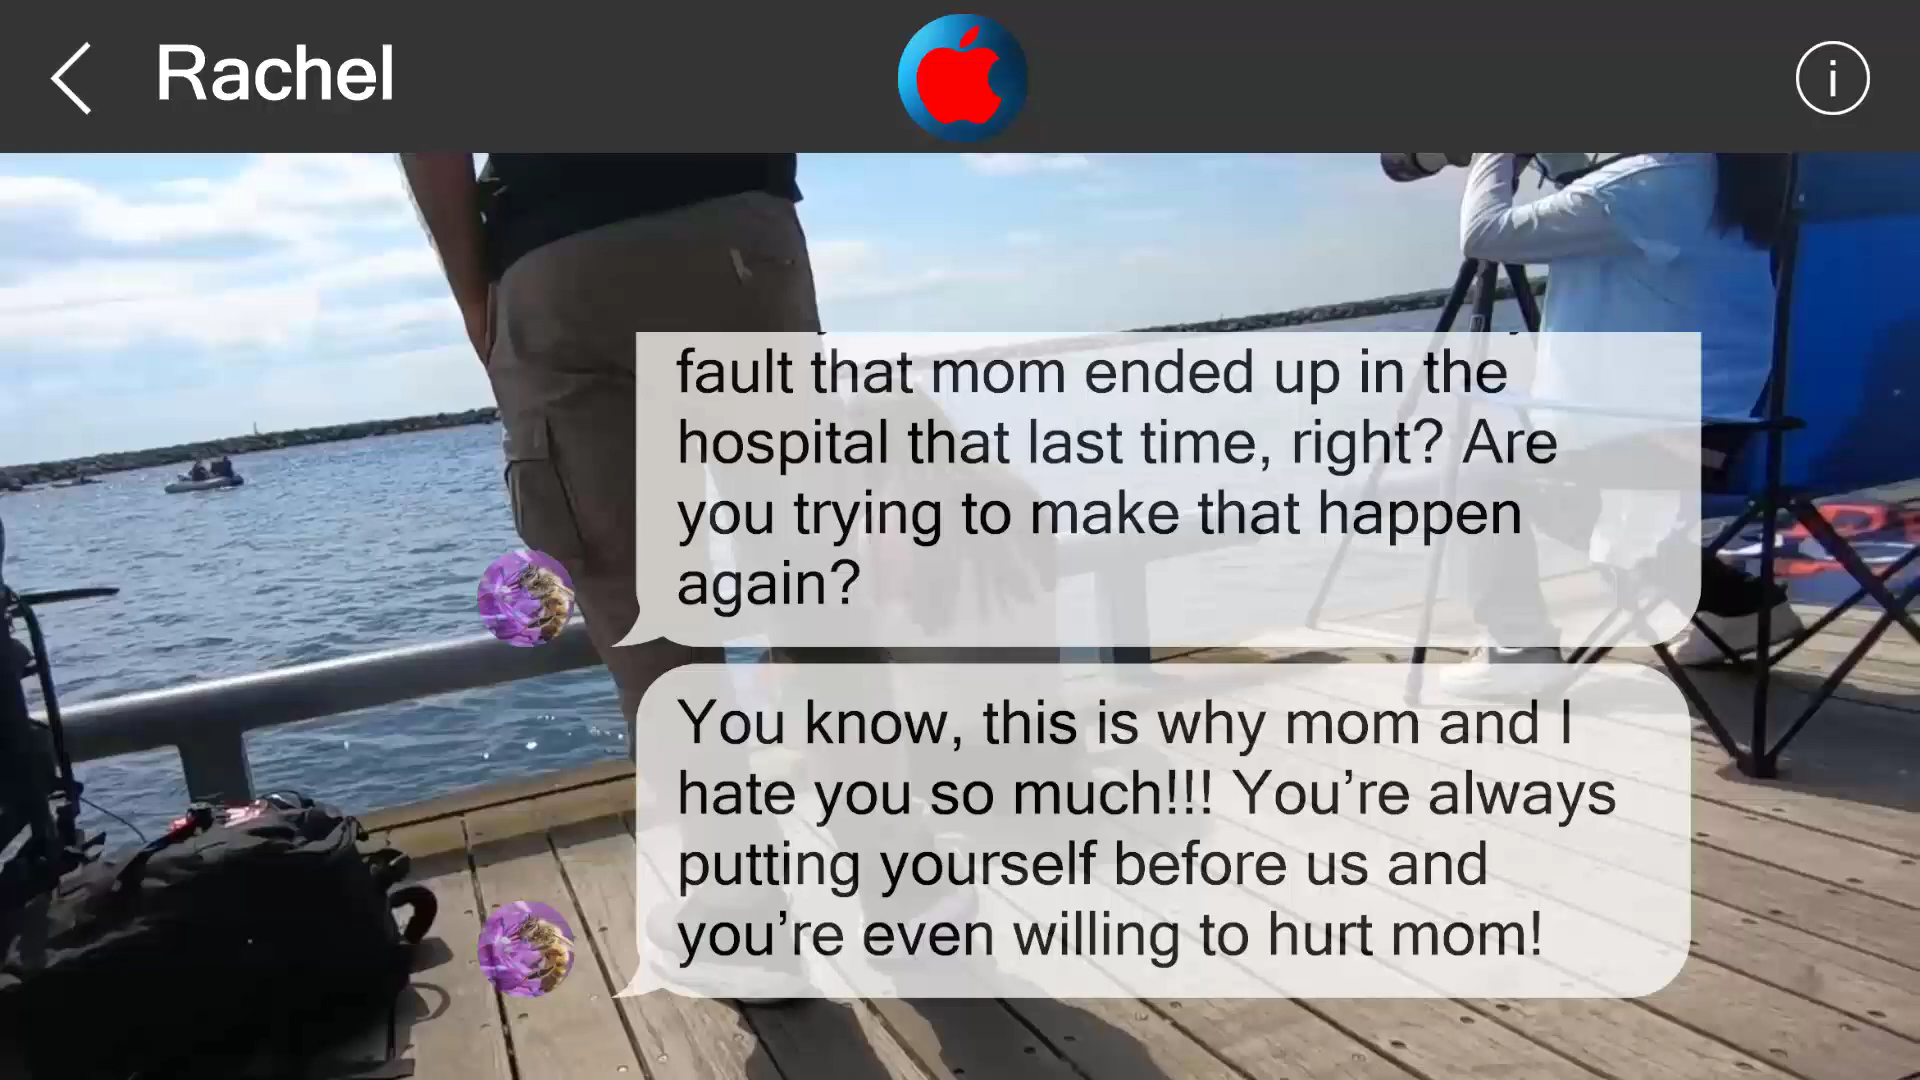 Rachel
fault that mom ended up in the
hospital that last time, right? Are
you trying to make that happen
again?
You know, this is why mom and I
hate you so much!!! You’re always
putting yourself before us and
you’re even willing to hurt mom!